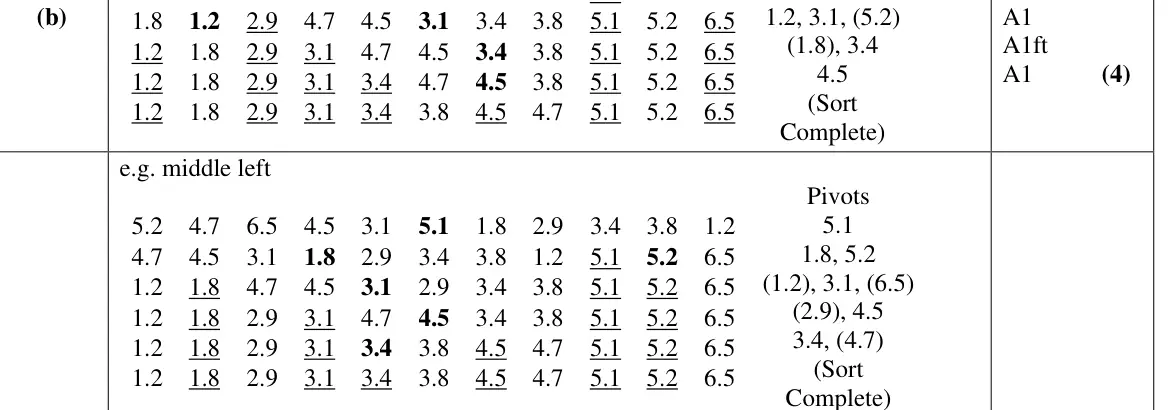 (b) 1.8 1.2 2.9 4.7 4.5 3.1 3.4 3.8 5.1 5.2 6.5 1.2, 3.1, (5.2) A1
1.2 1.8 2.9 3.1 4.7 4.5 3.4 3.8 5.1 5.2 6.5 (1.8), 3.4 A1ft
1.2 1.8 2.9 3.1 3.4 4.7 4.5 3.8 5.1 5.2 6.5 4.5 A1 (4)
1.2 1.8 2.9 3.1 3.4 3.8 4.5 4.7 5.1 5.2 6.5 (Sort
Complete)
e.g. middle left
Pivots
5.2 4.7 6.5 4.5 3.1 5.1 1.8 2.9 3.4 3.8 1.2 5.1
4.7 4.5 3.1 1.8 2.9 3.4 3.8 1.2 5.1 5.2 6.5 1.8, 5.2
1.2 1.8 4.7 4.5 3.1 2.9 3.4 3.8 5.1 5.2 6.5 (1.2), 3.1, (6.5)
1.2 1.8 2.9 3.1 4.7 4.5 3.4 3.8 5.1 5.2 6.5 (2.9), 4.5
1.2 1.8 2.9 3.1 3.4 3.8 4.5 4.7 5.1 5.2 6.5 3.4, (4.7)
1.2 1.8 2.9 3.1 3.4 3.8 4.5 4.7 5.1 5.2 6.5 (Sort
Complete)